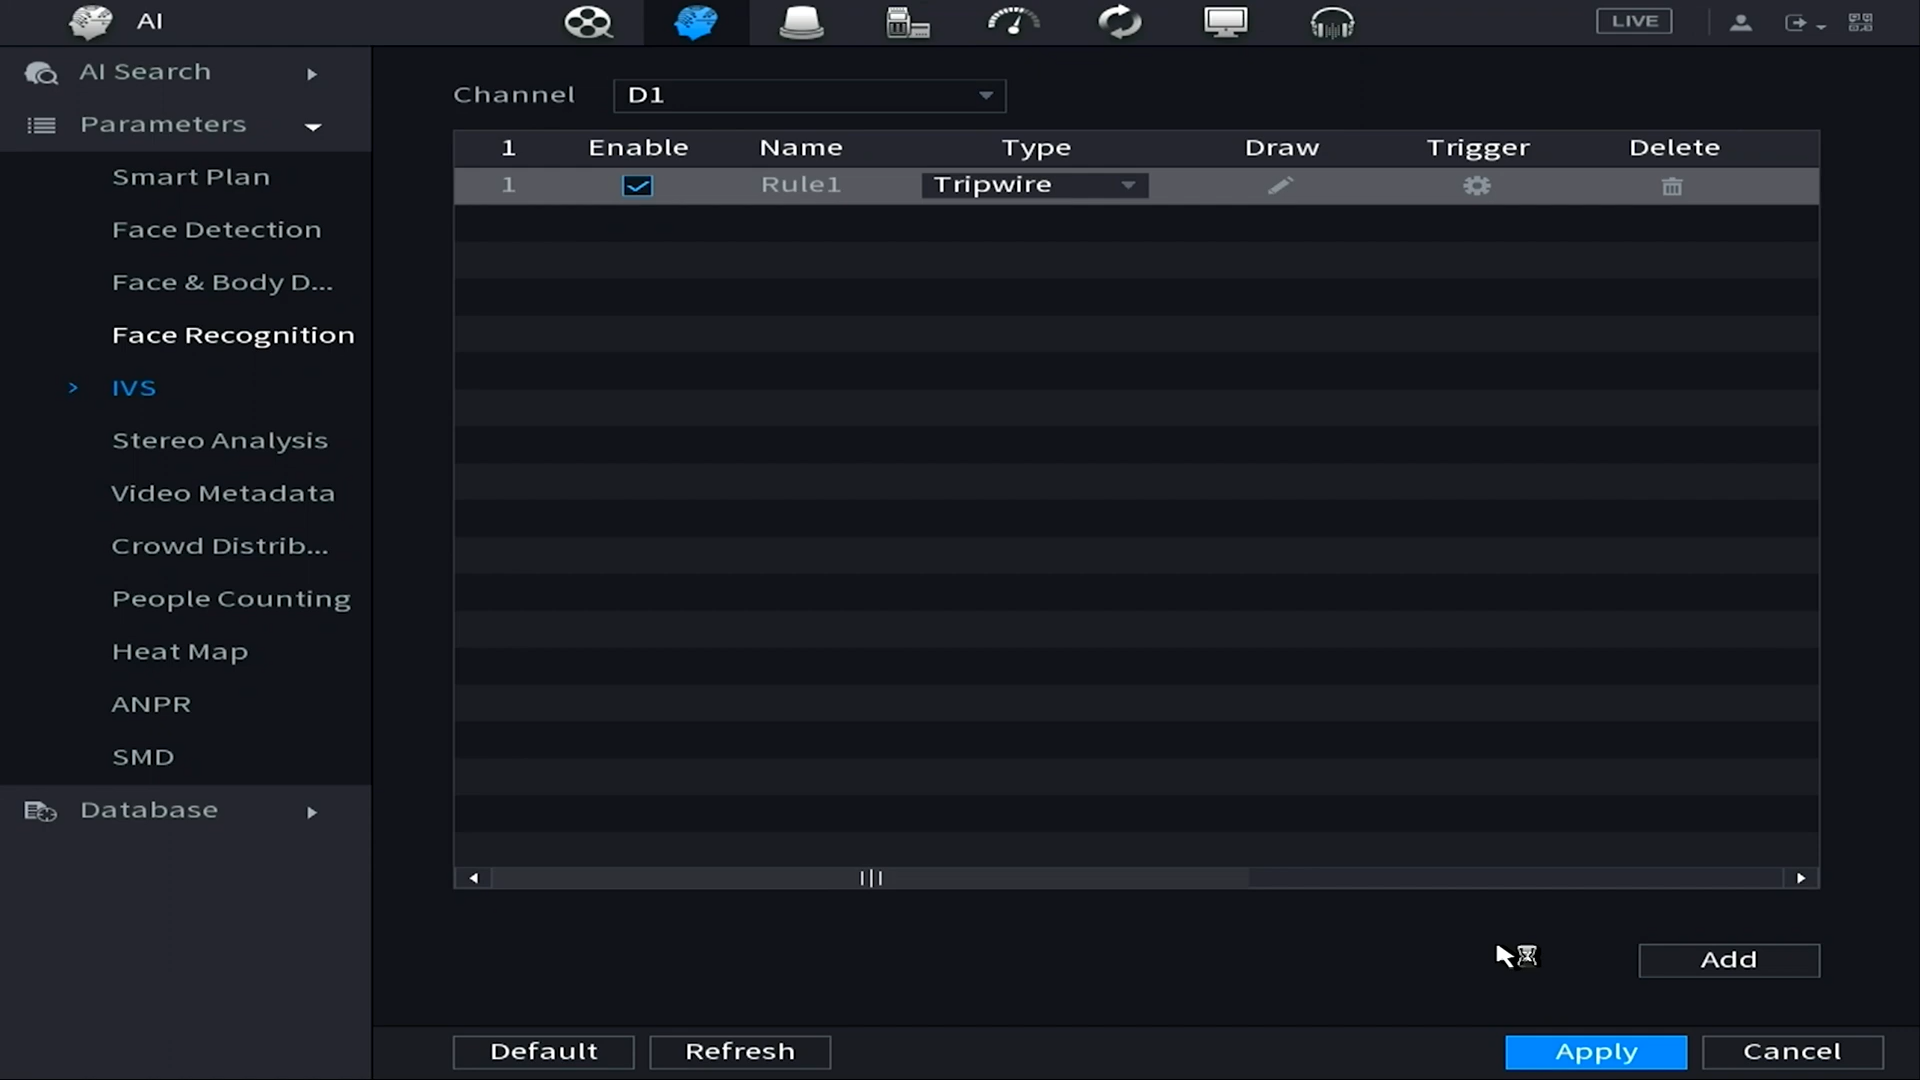 AI
LIVE
AI Search
Parameters
Smart Plan
Face Detection
Face & Body D...
Face Recognition
> IVS
Stereo Analysis
Video Metadata
Crowd Distrib...
People Counting
Heat Map
ANPR
SMD
Database
Channel D1
1 Enable Name Type Draw Trigger Delete
1 Rule1 Tripwire
Add
Default Refresh Apply Cancel